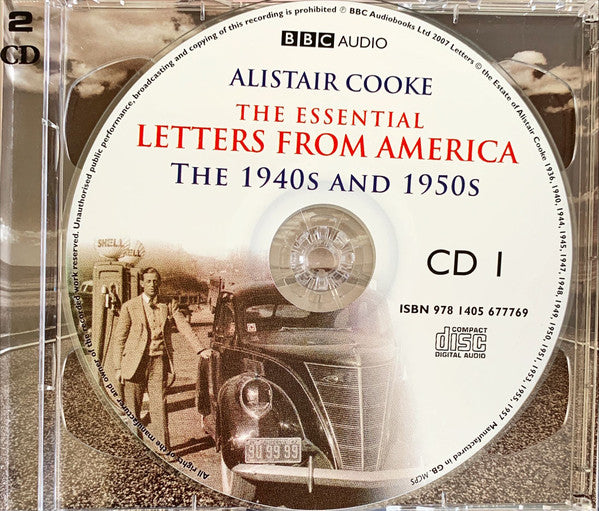 2
CD
BBC AUDIO
ALISTAIR COOKE
THE ESSENTIAL
LETTERS FROM AMERICA
THE 1940S AND 1950S
CD 1
ISBN 978 1405 677769
COMPACT
disc
DIGITAL AUDIO
SHELL
90 99 99
All rights of the manufacturer and owner of the recorded work reserved. Unauthorised public performance, broadcasting and copying of this recording is prohibited ℗ BBC Audiobooks Ltd 2007 Letters © the Estate of Alistair Cooke 1936, 1940, 1944, 1945, 1947, 1948, 1949, 1950, 1951, 1953, 1955, 1957 Manufactured in GB. MCPS